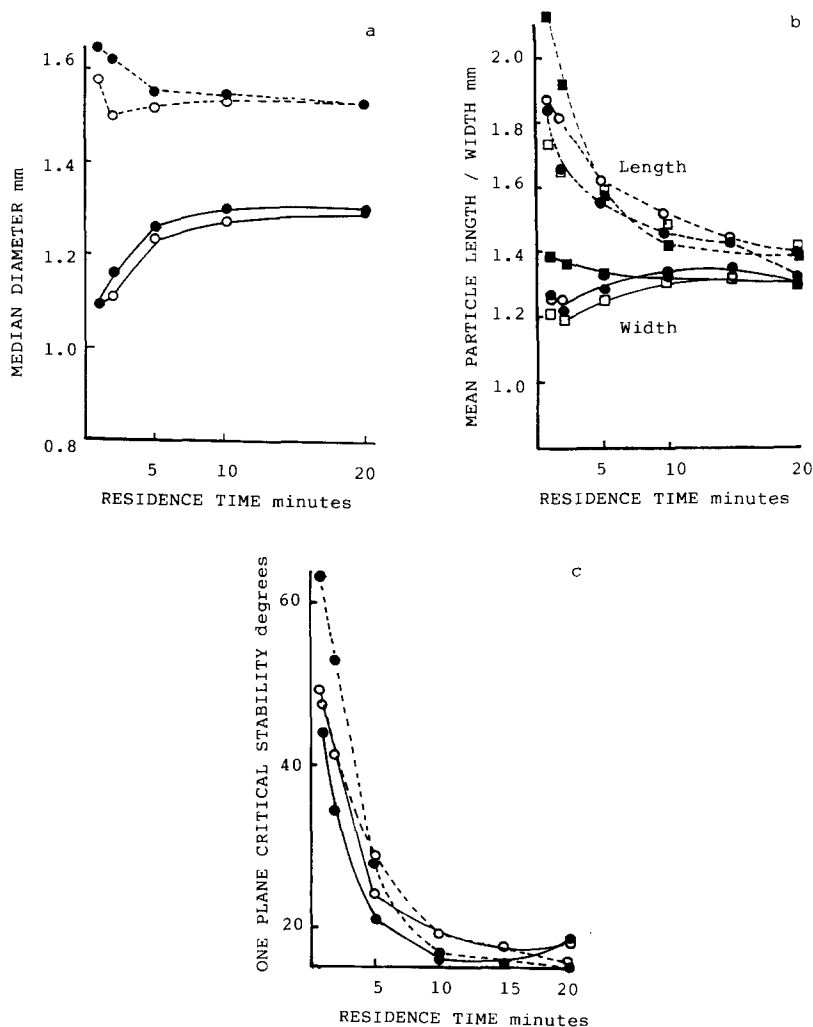 a
1.6
1.4
1.2
1.0
0.8
MEDIAN DIAMETER mm
5 10 20
RESIDENCE TIME minutes
b
2.0
1.8
1.6
1.4
1.2
1.0
MEAN PARTICLE LENGTH / WIDTH mm
Length
Width
5 10 20
RESIDENCE TIME minutes
c
60
40
20
ONE PLANE CRITICAL STABILITY degrees
5 10 15 20
RESIDENCE TIME minutes